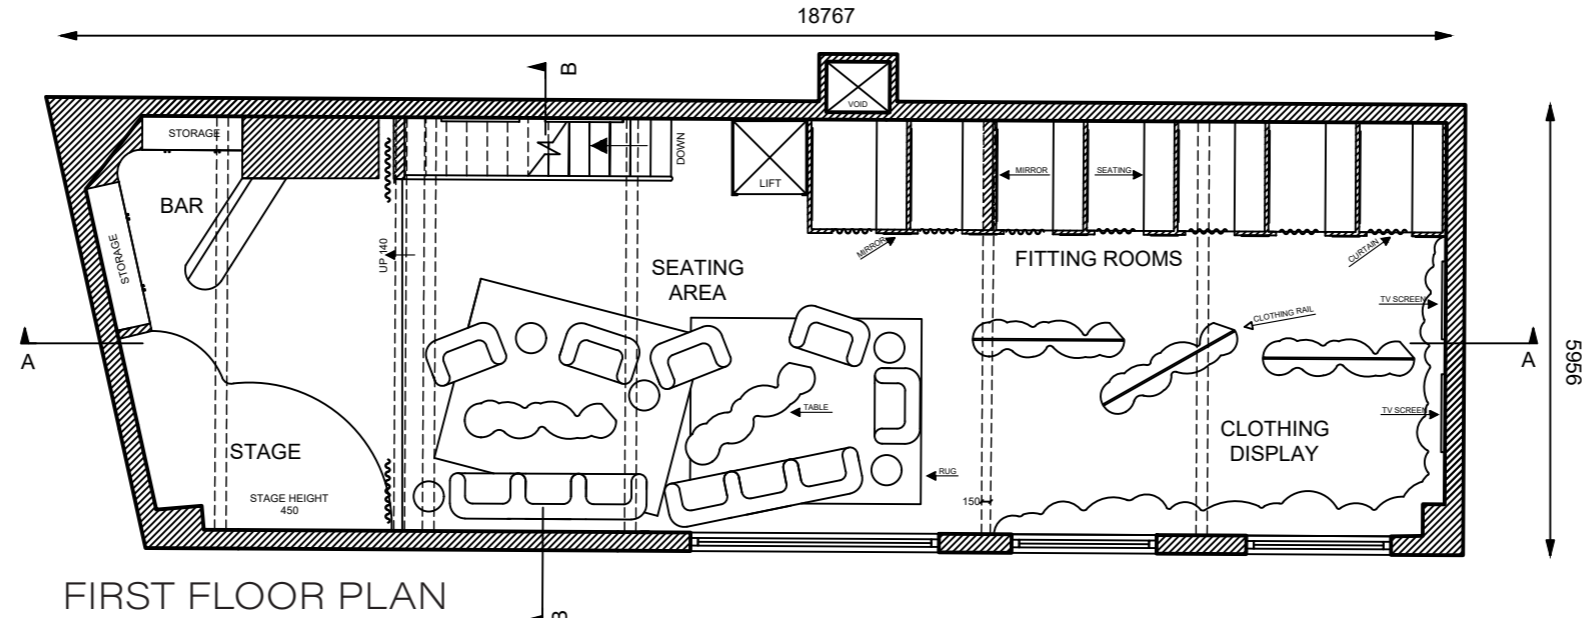 18767
B
VOID
STORAGE
DOWN
LIFT
MIRROR
SEATING
BAR
STORAGE
UP 140
MIRROR
CURTAIN
SEATING
AREA
FITTING ROOMS
TV SCREEN
CLOTHING RAIL
A
A
5956
TABLE
TV SCREEN
CLOTHING
DISPLAY
STAGE
RUG
STAGE HEIGHT
450
150
FIRST FLOOR PLAN
B